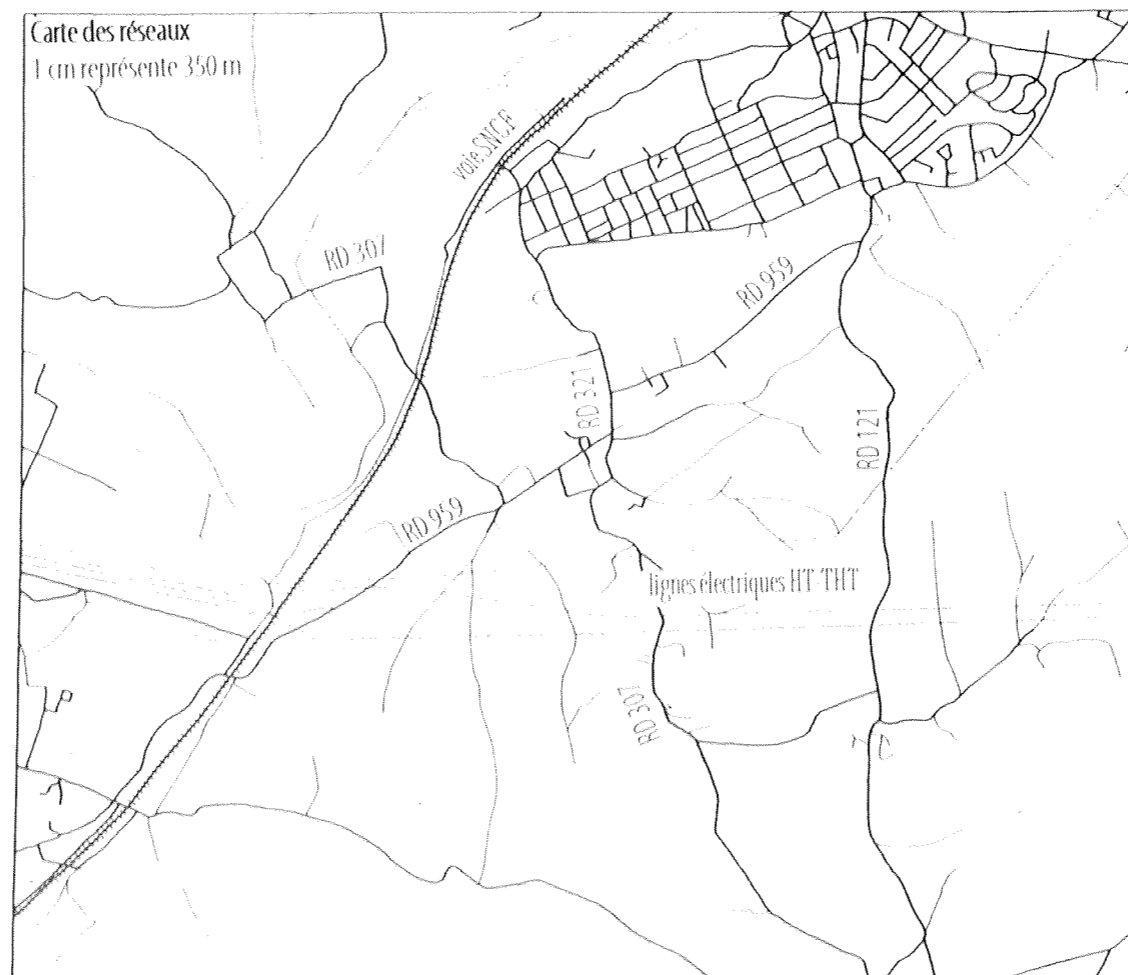 Carte des réseaux
1 cm représente 350 m
voie SNCF
RD 307
RD 959
RD 321
RD 121
RD 959
lignes électriques HT-THT
RD 307